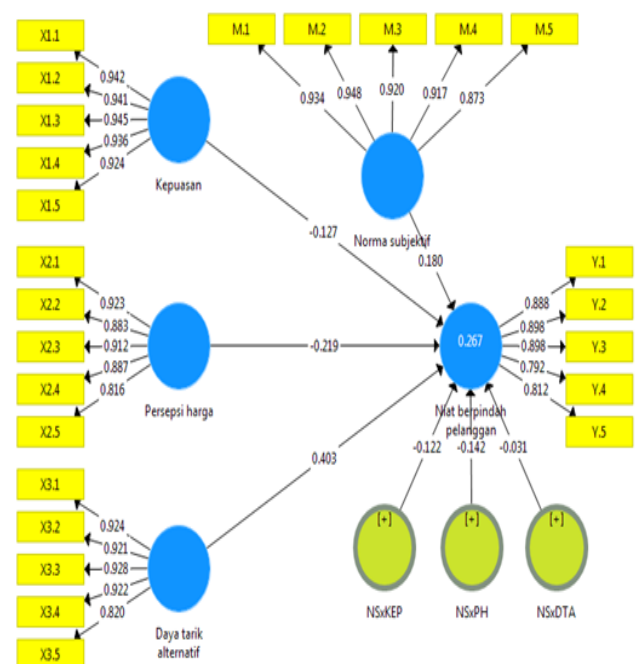 X1.1
X1.2
X1.3
X1.4
X1.5
0.942
0.941
0.945
0.936
0.924
Kepuasan
M.1
M.2
M.3
M.4
M.5
0.934
0.948
0.920
0.917
0.873
Norma subjektif
-0.127
0.180
X2.1
X2.2
X2.3
X2.4
X2.5
0.923
0.883
0.912
0.887
0.816
Persepsi harga
-0.219
0.267
Niat berpindah
pelanggan
Y.1
Y.2
Y.3
Y.4
Y.5
0.888
0.898
0.898
0.792
0.812
0.403
-0.122
-0.142
-0.031
X3.1
X3.2
X3.3
X3.4
X3.5
0.924
0.921
0.928
0.922
0.820
Daya tarik
alternatif
[+]
[+]
[+]
NSxKEP
NSxPH
NSxDTA